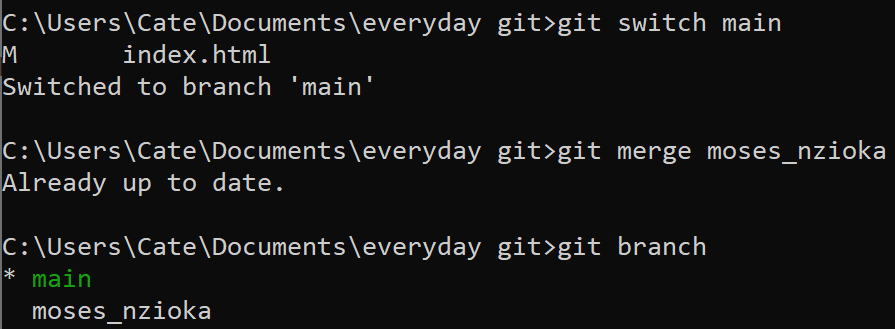 C:\Users\Cate\Documents\everyday git>git switch main
M       index.html
Switched to branch 'main'
C:\Users\Cate\Documents\everyday git>git merge moses_nzioka
Already up to date.
C:\Users\Cate\Documents\everyday git>git branch
* main
  moses_nzioka